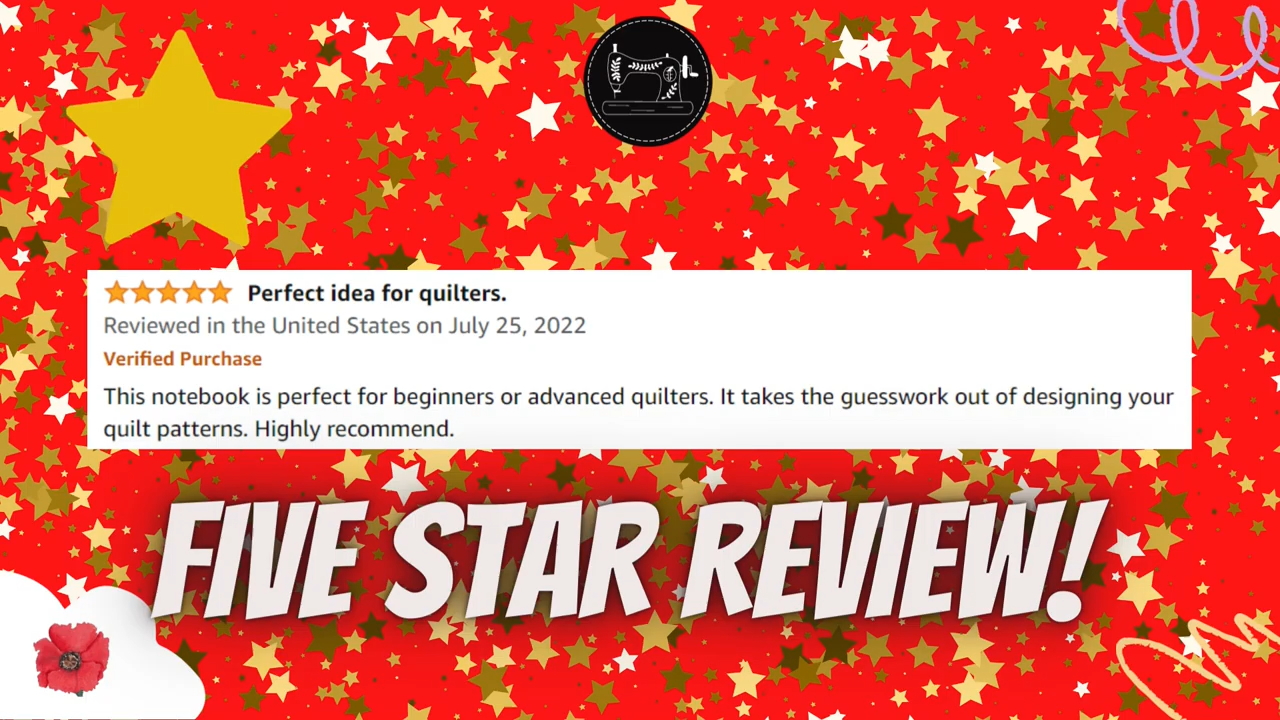 Perfect idea for quilters.
Reviewed in the United States on July 25, 2022
Verified Purchase
This notebook is perfect for beginners or advanced quilters. It takes the guesswork out of designing your
quilt patterns. Highly recommend.
FIVE STAR REVIEW!